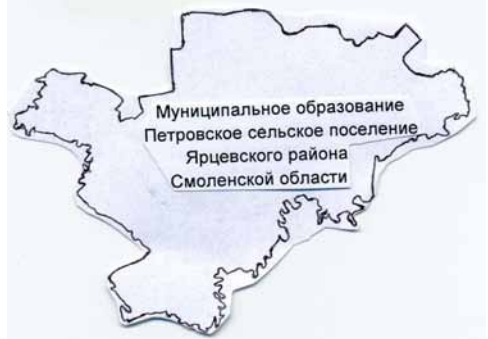 Муниципальное образование
Петровское сельское поселение
Ярцевского района
Смоленской области